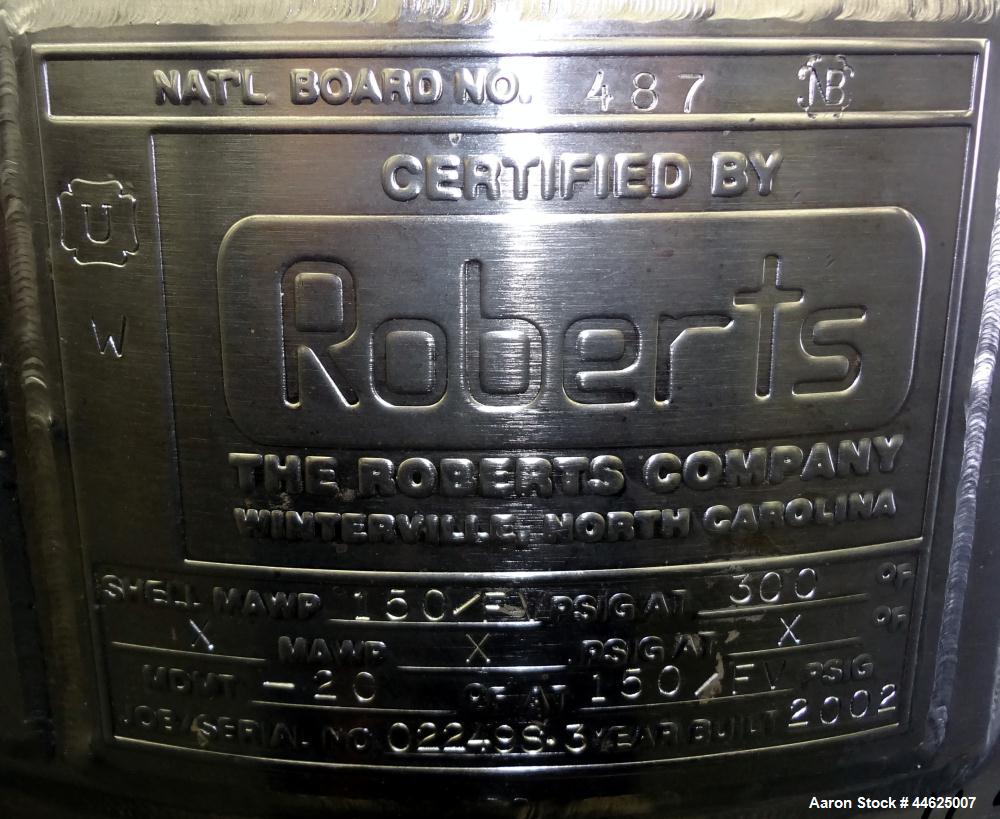 NAT'L BOARD NO. 487 NB
U
W
CERTIFIED BY
Roberts
THE ROBERTS COMPANY
WINTERVILLE, NORTH CAROLINA
SHELL MAWP 150/FV PSIG AT 300 °F
X MAWP X PSIG AT X °F
MDMT -20 °F AT 150/FV PSIG
JOB/SERIAL NO. 022498-3 YEAR BUILT 2002
Aaron Stock # 44625007